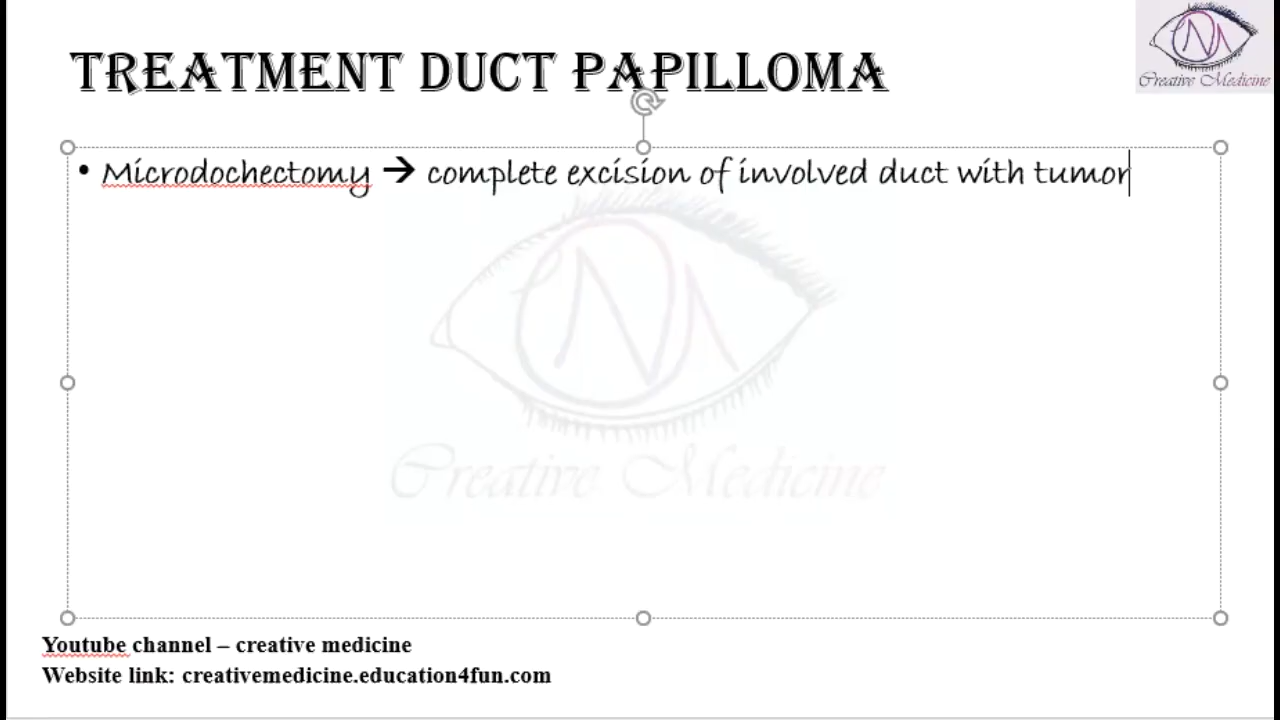 TREATMENT DUCT PAPILLOMA
Creative Medicine
• Microdochectomy → complete excision of involved duct with tumor
Creative Medicine
Youtube channel – creative medicine
Website link: creativemedicine.education4fun.com